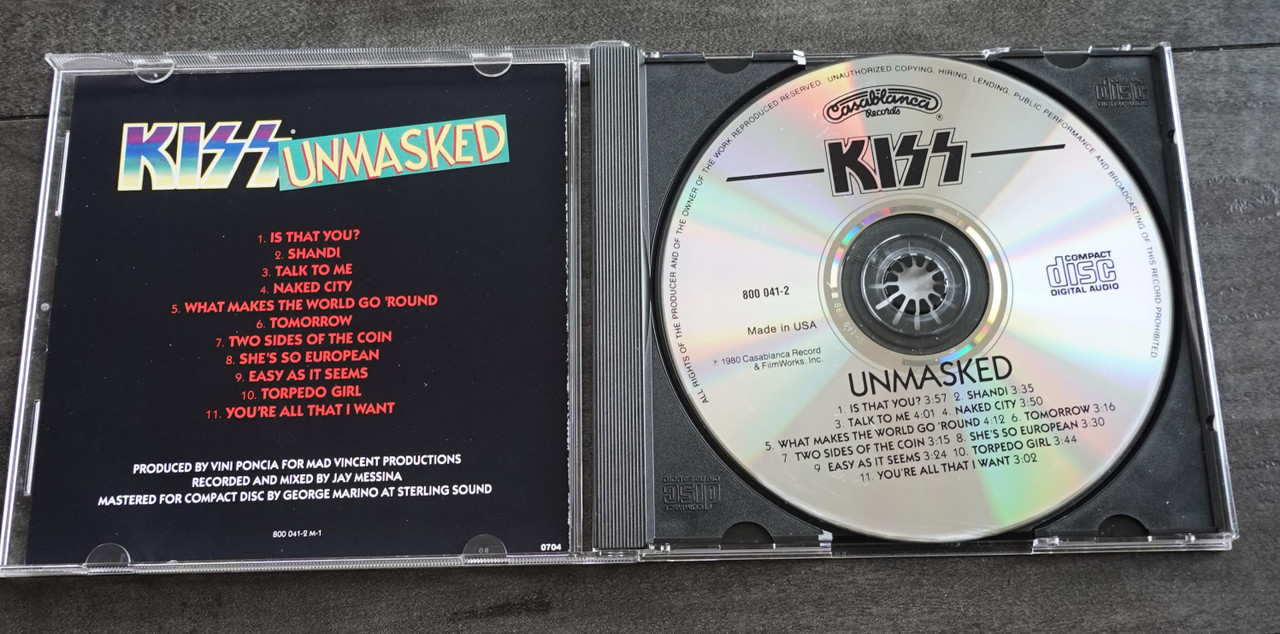 KISS UNMASKED
1. IS THAT YOU?
2. SHANDI
3. TALK TO ME
4. NAKED CITY
5. WHAT MAKES THE WORLD GO 'ROUND
6. TOMORROW
7. TWO SIDES OF THE COIN
8. SHE'S SO EUROPEAN
9. EASY AS IT SEEMS
10. TORPEDO GIRL
11. YOU'RE ALL THAT I WANT
PRODUCED BY VINI PONCIA FOR MAD VINCENT PRODUCTIONS
RECORDED AND MIXED BY JAY MESSINA
MASTERED FOR COMPACT DISC BY GEORGE MARINO AT STERLING SOUND
800 041-2 M-1
0704
ALL RIGHTS OF THE PRODUCER AND OF THE OWNER OF THE WORK REPRODUCED RESERVED. UNAUTHORIZED COPYING, HIRING, LENDING, PUBLIC PERFORMANCE AND BROADCASTING OF THIS RECORD PROHIBITED
Casablanca
Records
®
KISS
COMPACT
disc
DIGITAL AUDIO
800 041-2
Made in USA
1980 Casablanca Record
& FilmWorks, Inc.
UNMASKED
1. IS THAT YOU? 3:57 2. SHANDI 3:35
3. TALK TO ME 4:01 4. NAKED CITY 3:50
5. WHAT MAKES THE WORLD GO 'ROUND 4:12 6. TOMORROW 3:16
7. TWO SIDES OF THE COIN 3:15 8. SHE'S SO EUROPEAN 3:30
9 EASY AS IT SEEMS 3:24 10. TORPEDO GIRL 3:44
11. YOU'RE ALL THAT I WANT 3:02
COMPACT
disc
DIGITAL AUDIO
COMPACT
disc
DIGITAL AUDIO